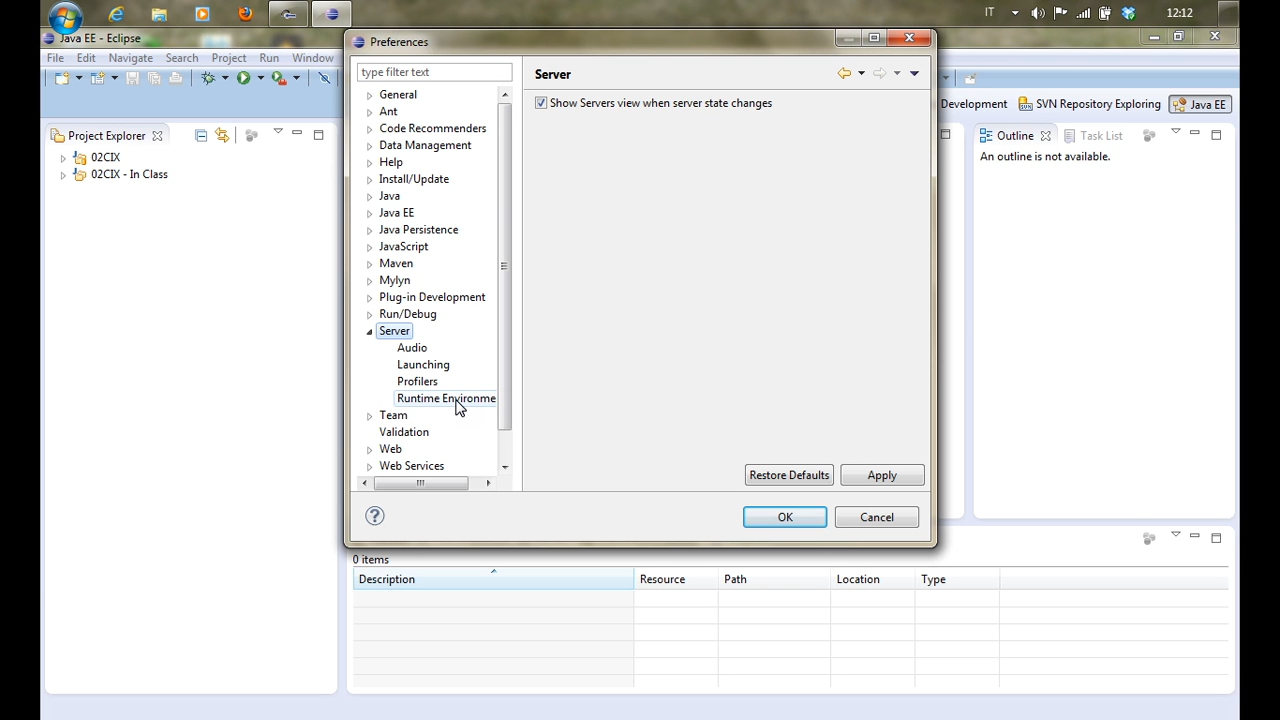 IT
12:12
Java EE - Eclipse
File Edit Navigate Search Project Run Window
Development SVN Repository Exploring Java EE
Project Explorer
02CIX
02CIX - In Class
Preferences
type filter text
General
Ant
Code Recommenders
Data Management
Help
Install/Update
Java
Java EE
Java Persistence
JavaScript
Maven
Mylyn
Plug-in Development
Run/Debug
Server
Audio
Launching
Profilers
Runtime Environme
Team
Validation
Web
Web Services
Server
Show Servers view when server state changes
Restore Defaults Apply
OK Cancel
Outline Task List
An outline is not available.
0 items
Description Resource Path Location Type